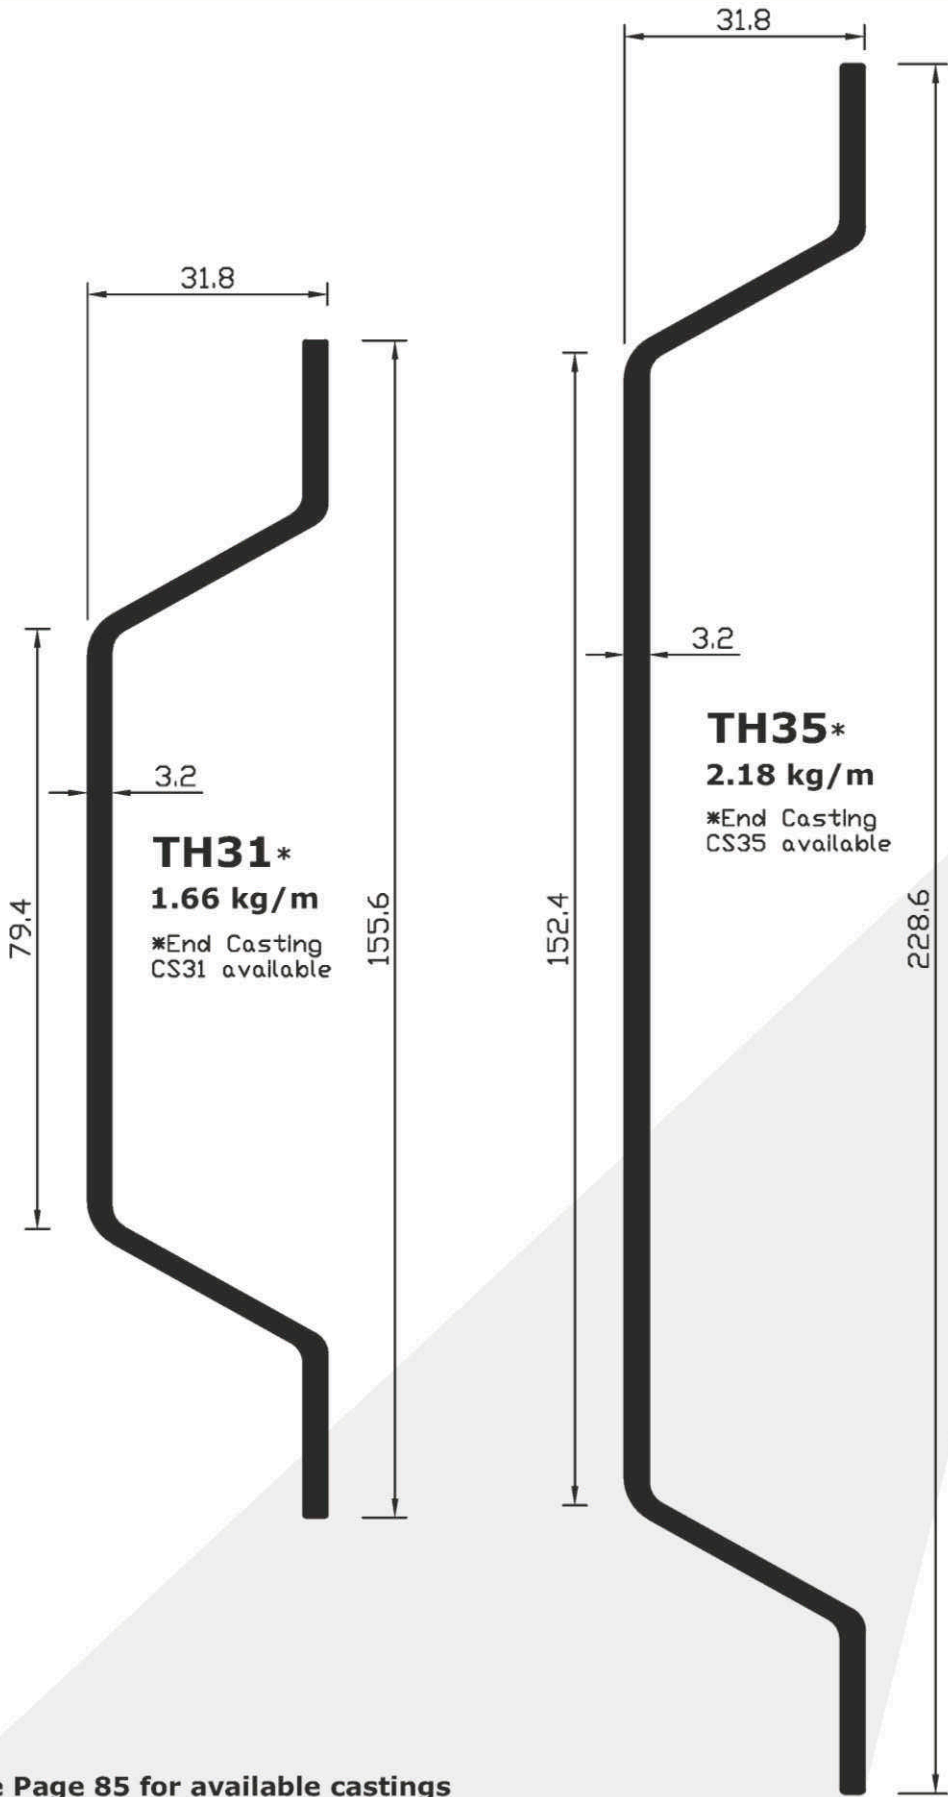 31.8
31.8
3.2
TH35*
2.18 kg/m
*End Casting
CS35 available
3.2
TH31*
1.66 kg/m
*End Casting
CS31 available
79.4
155.6
152.4
228.6
Page 85 for available castings